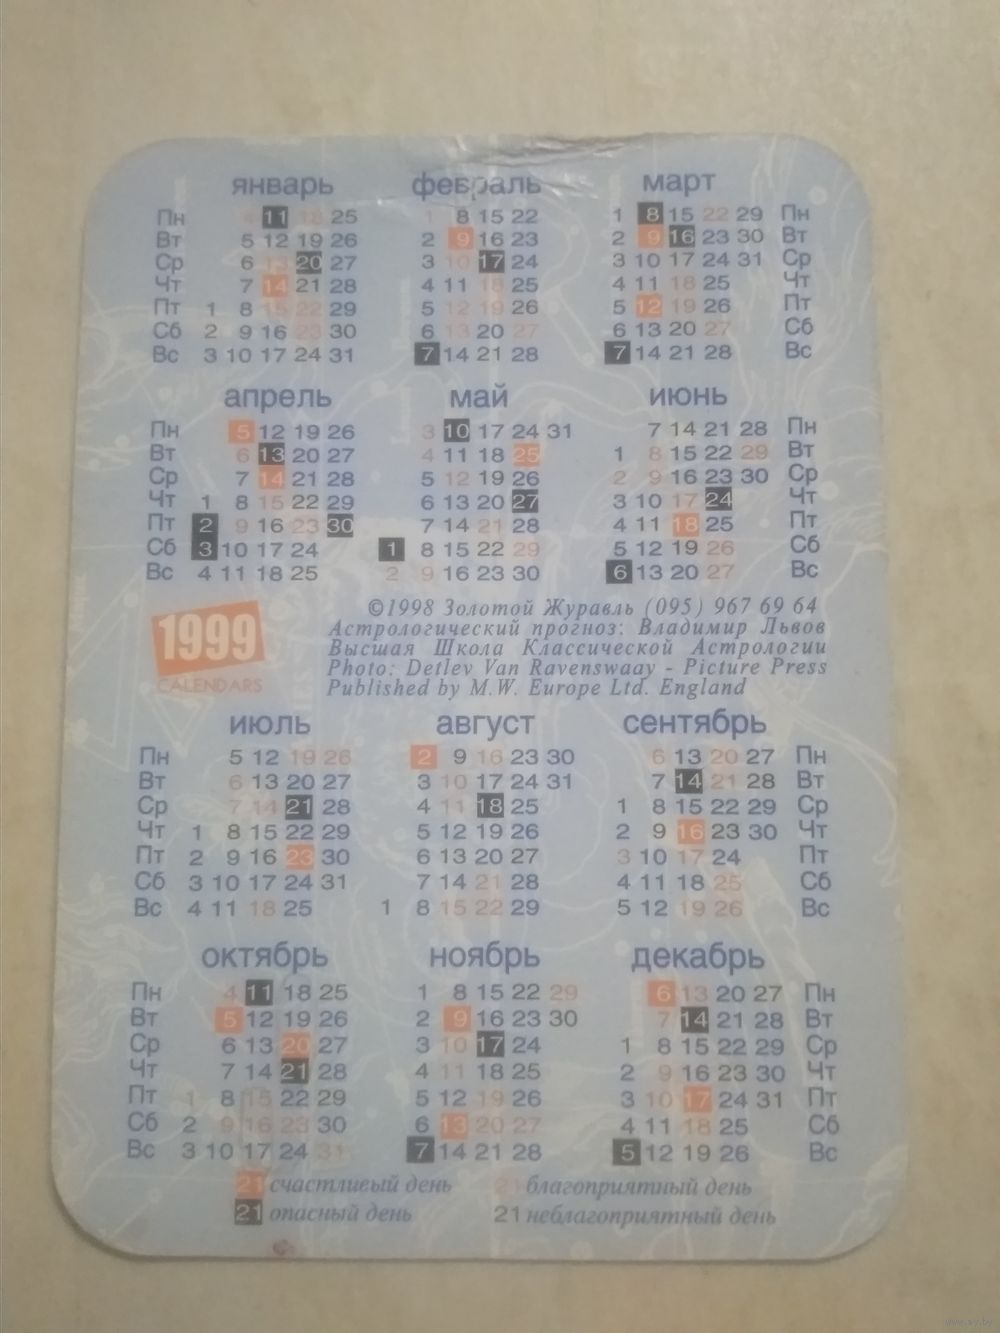 январь февраль март
Пн 4 11 18 25 1 8 15 22 1 8 15 22 29 Пн
Вт 5 12 19 26 2 9 16 23 2 9 16 23 30 Вт
Ср 6 13 20 27 3 10 17 24 3 10 17 24 31 Ср
Чт 7 14 21 28 4 11 18 25 4 11 18 25 Чт
Пт 1 8 15 22 29 5 12 19 26 5 12 19 26 Пт
Сб 2 9 16 23 30 6 13 20 27 6 13 20 27 Сб
Вс 3 10 17 24 31 7 14 21 28 7 14 21 28 Вс
апрель май июнь
Пн 5 12 19 26 3 10 17 24 31 7 14 21 28 Пн
Вт 6 13 20 27 4 11 18 25 1 8 15 22 29 Вт
Ср 7 14 21 28 5 12 19 26 2 9 16 23 30 Ср
Чт 1 8 15 22 29 6 13 20 27 3 10 17 24 Чт
Пт 2 9 16 23 30 7 14 21 28 4 11 18 25 Пт
Сб 3 10 17 24 1 8 15 22 29 5 12 19 26 Сб
Вс 4 11 18 25 2 9 16 23 30 6 13 20 27 Вс
1999
CALENDARS
©1998 Золотой Журавль (095) 967 69 64
Астрологический прогноз: Владимир Львов
Высшая Школа Классической Астрологии
Photo: Detlev Van Ravenswaay - Picture Press
Published by M.W. Europe Ltd. England
июль август сентябрь
Пн 5 12 19 26 2 9 16 23 30 6 13 20 27 Пн
Вт 6 13 20 27 3 10 17 24 31 7 14 21 28 Вт
Ср 7 14 21 28 4 11 18 25 1 8 15 22 29 Ср
Чт 1 8 15 22 29 5 12 19 26 2 9 16 23 30 Чт
Пт 2 9 16 23 30 6 13 20 27 3 10 17 24 Пт
Сб 3 10 17 24 31 7 14 21 28 4 11 18 25 Сб
Вс 4 11 18 25 1 8 15 22 29 5 12 19 26 Вс
октябрь ноябрь декабрь
Пн 4 11 18 25 1 8 15 22 29 6 13 20 27 Пн
Вт 5 12 19 26 2 9 16 23 30 7 14 21 28 Вт
Ср 6 13 20 27 3 10 17 24 1 8 15 22 29 Ср
Чт 7 14 21 28 4 11 18 25 2 9 16 23 30 Чт
Пт 1 8 15 22 29 5 12 19 26 3 10 17 24 31 Пт
Сб 2 9 16 23 30 6 13 20 27 4 11 18 25 Сб
Вс 3 10 17 24 31 7 14 21 28 5 12 19 26 Вс
21 счастливый день 21 благоприятный день
21 опасный день 21 неблагоприятный день
www.ay.by